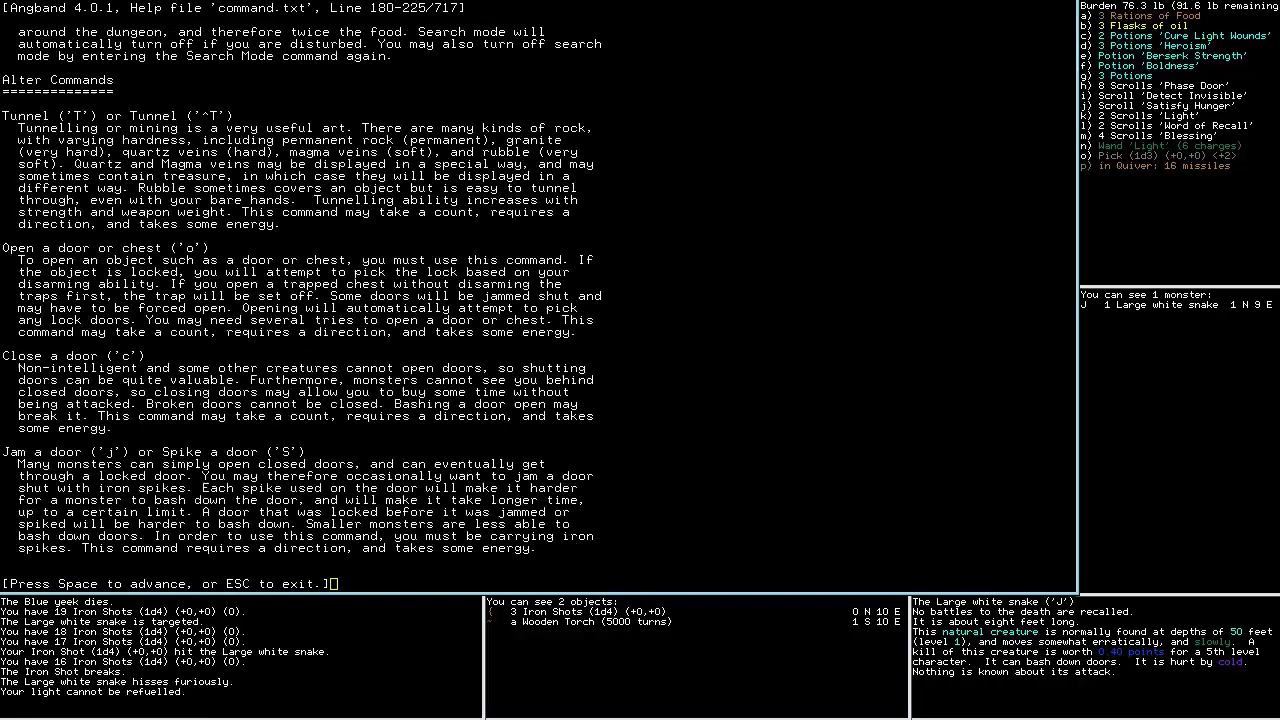 [Angband 4.0.1, Help file 'command.txt', Line 180-225/717]
around the dungeon, and therefore twice the food. Search mode will
automatically turn off if you are disturbed. You may also turn off search
mode by entering the Search Mode command again.
Alter Commands
==============
Tunnel ('T') or Tunnel ('^T')
Tunnelling or mining is a very useful art. There are many kinds of rock,
with varying hardness, including permanent rock (permanent), granite
(very hard), quartz veins (hard), magma veins (soft), and rubble (very
soft). Quartz and Magma veins may be displayed in a special way, and may
sometimes contain treasure, in which case they will be displayed in a
different way. Rubble sometimes covers an object but is easy to tunnel
through, even with your bare hands.  Tunnelling ability increases with
strength and weapon weight. This command may take a count, requires a
direction, and takes some energy.
Open a door or chest ('o')
To open an object such as a door or chest, you must use this command. If
the object is locked, you will attempt to pick the lock based on your
disarming ability. If you open a trapped chest without disarming the
traps first, the trap will be set off. Some doors will be jammed shut and
may have to be forced open. Opening will automatically attempt to pick
any lock doors. You may need several tries to open a door or chest. This
command may take a count, requires a direction, and takes some energy.
Close a door ('c')
Non-intelligent and some other creatures cannot open doors, so shutting
doors can be quite valuable. Furthermore, monsters cannot see you behind
closed doors, so closing doors may allow you to buy some time without
being attacked. Broken doors cannot be closed. Bashing a door open may
break it. This command may take a count, requires a direction, and takes
some energy.
Jam a door ('j') or Spike a door ('S')
Many monsters can simply open closed doors, and can eventually get
through a locked door. You may therefore occasionally want to jam a door
shut with iron spikes. Each spike used on the door will make it harder
for a monster to bash down the door, and will make it take longer time,
up to a certain limit. A door that was locked before it was jammed or
spiked will be harder to bash down. Smaller monsters are less able to
bash down doors. In order to use this command, you must be carrying iron
spikes. This command requires a direction, and takes some energy.
[Press Space to advance, or ESC to exit.]
Burden 76.3 lb (91.6 lb remaining
a) 3 Rations of Food
b) 3 Flasks of oil
c) 2 Potions 'Cure Light Wounds'
d) 3 Potions 'Heroism'
e) Potion 'Berserk Strength'
f) Potion 'Boldness'
g) 3 Potions
h) 8 Scrolls 'Phase Door'
i) Scroll 'Detect Invisible'
j) Scroll 'Satisfy Hunger'
k) 2 Scrolls 'Light'
l) 2 Scrolls 'Word of Recall'
m) 4 Scrolls 'Blessing'
n) Wand 'Light' (6 charges)
o) Pick (1d3) (+0,+0) <+2>
p) in Quiver: 16 missiles
You can see 1 monster:
J  1 Large white snake  1 N 9 E
The Blue yeek dies.
You have 19 Iron Shots (1d4) (+0,+0) (0).
The Large white snake is targeted.
You have 18 Iron Shots (1d4) (+0,+0) (0).
You have 17 Iron Shots (1d4) (+0,+0) (0).
Your Iron Shot (1d4) (+0,+0) hit the Large white snake.
You have 16 Iron Shots (1d4) (+0,+0) (0).
The Iron Shot breaks.
The Large white snake hisses furiously.
Your light cannot be refuelled.
You can see 2 objects:
{  3 Iron Shots (1d4) (+0,+0)  0 N 10 E
~  a Wooden Torch (5000 turns)  1 S 10 E
The Large white snake ('J')
No battles to the death are recalled.
It is about eight feet long.
This natural creature is normally found at depths of 50 feet
(level 1), and moves somewhat erratically, and slowly.  A
kill of this creature is worth 0.40 points for a 5th level
character.  It can bash down doors.  It is hurt by cold.
Nothing is known about its attack.